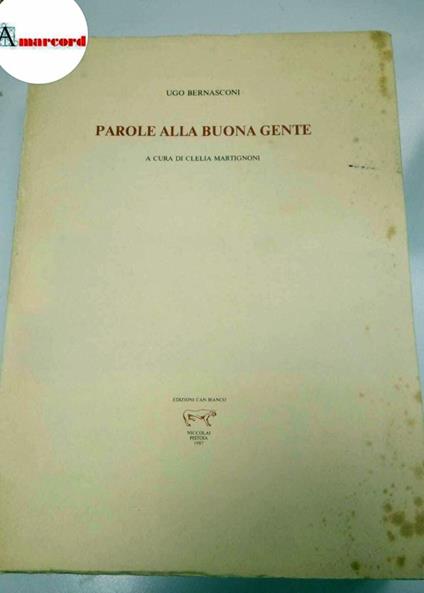 Amarcord
UGO BERNASCONI
PAROLE ALLA BUONA GENTE
A CURA DI CLELIA MARTIGNONI
EDIZIONI CAN BIANCO
NICCOLAI
PISTOIA
1987